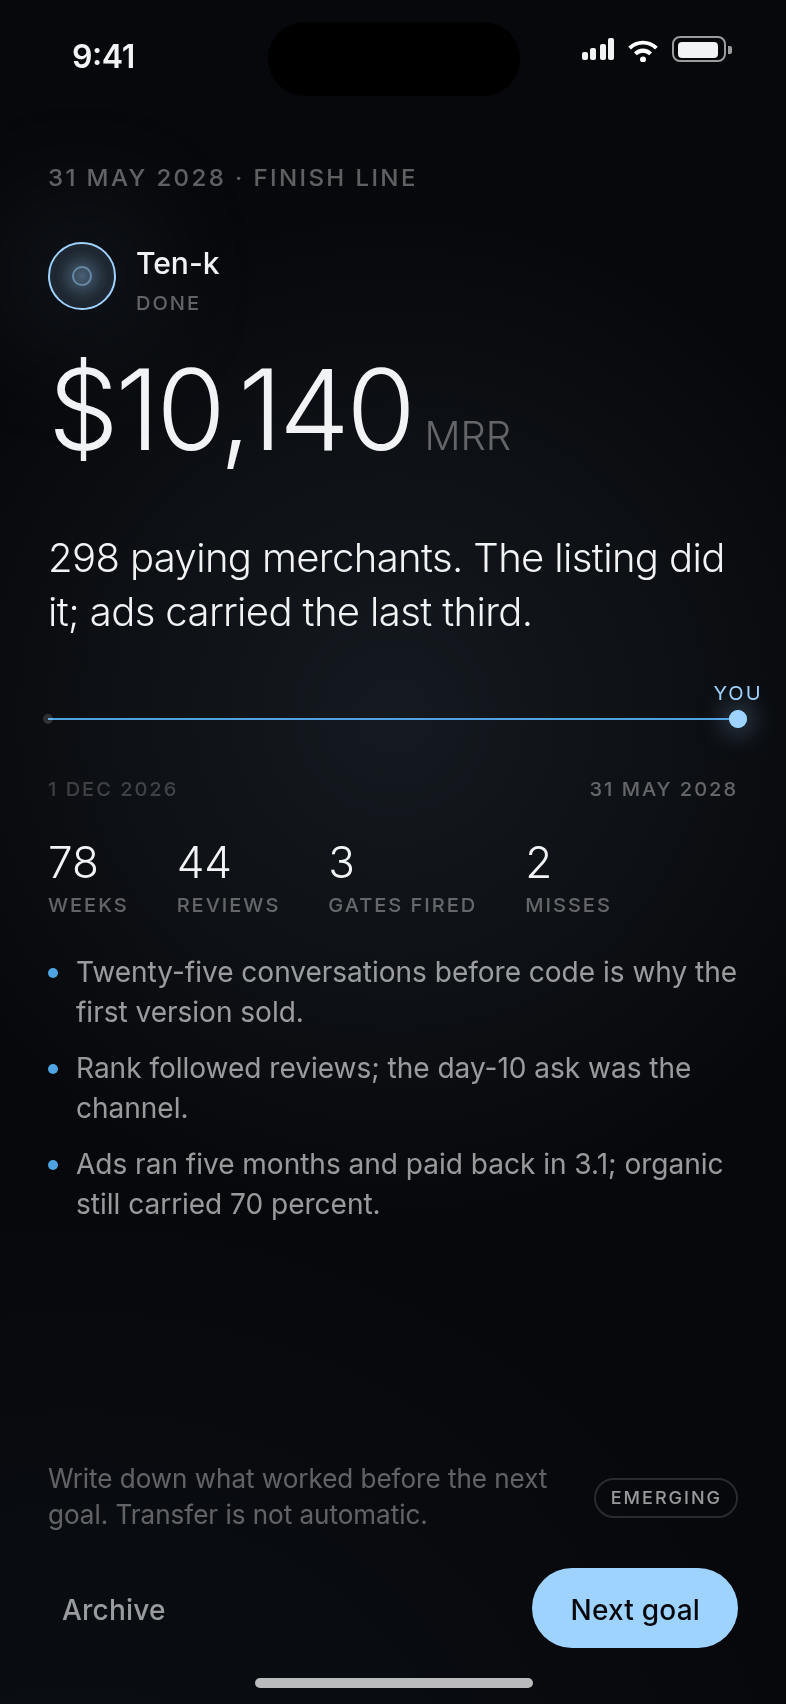 9:41
31 MAY 2028 · FINISH LINE
Ten-k
DONE
$10,140 MRR
298 paying merchants. The listing did
it; ads carried the last third.
YOU
1 DEC 2026
31 MAY 2028
78
WEEKS
44
REVIEWS
3
GATES FIRED
2
MISSES
Twenty-five conversations before code is why the
first version sold.
Rank followed reviews; the day-10 ask was the
channel.
Ads ran five months and paid back in 3.1; organic
still carried 70 percent.
Write down what worked before the next
goal. Transfer is not automatic.
EMERGING
Archive
Next goal